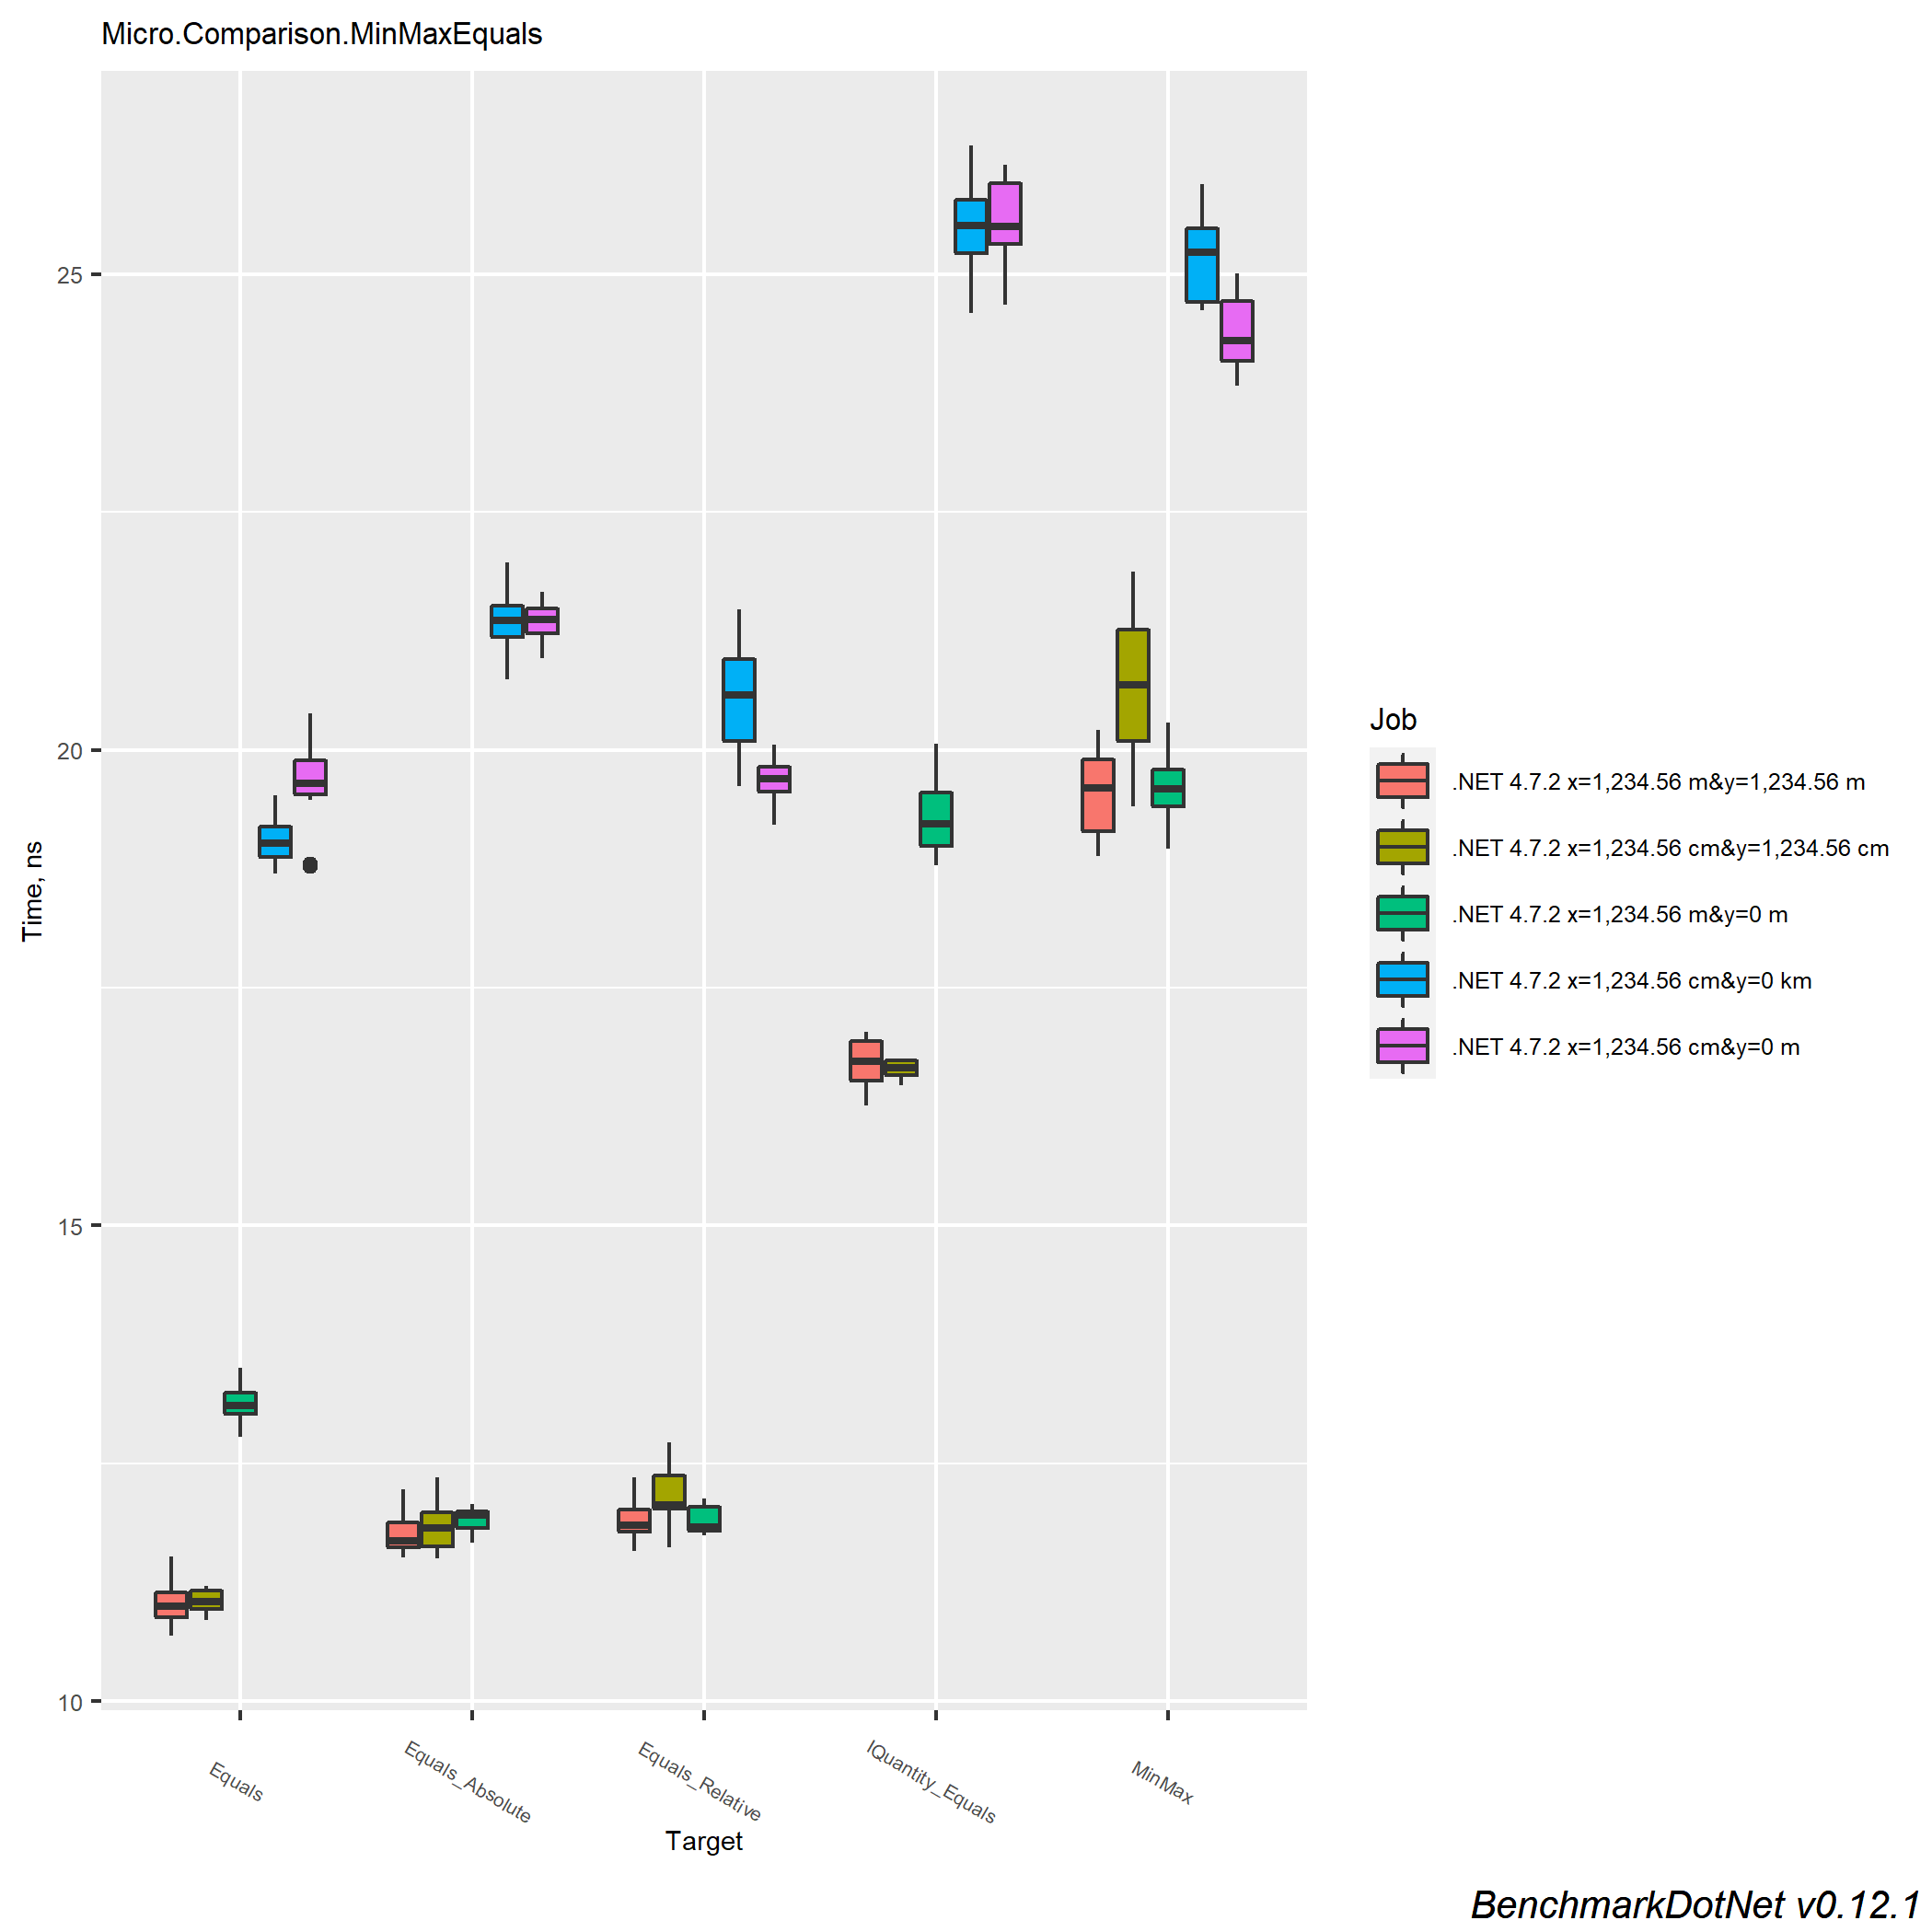 Micro.Comparison.MinMaxEquals
Time, ns
25
20
15
10
Equals
Equals_Absolute
Equals_Relative
IQuantity_Equals
MinMax
Target
Job
.NET 4.7.2 x=1,234.56 m&y=1,234.56 m
.NET 4.7.2 x=1,234.56 cm&y=1,234.56 cm
.NET 4.7.2 x=1,234.56 m&y=0 m
.NET 4.7.2 x=1,234.56 cm&y=0 km
.NET 4.7.2 x=1,234.56 cm&y=0 m
BenchmarkDotNet v0.12.1